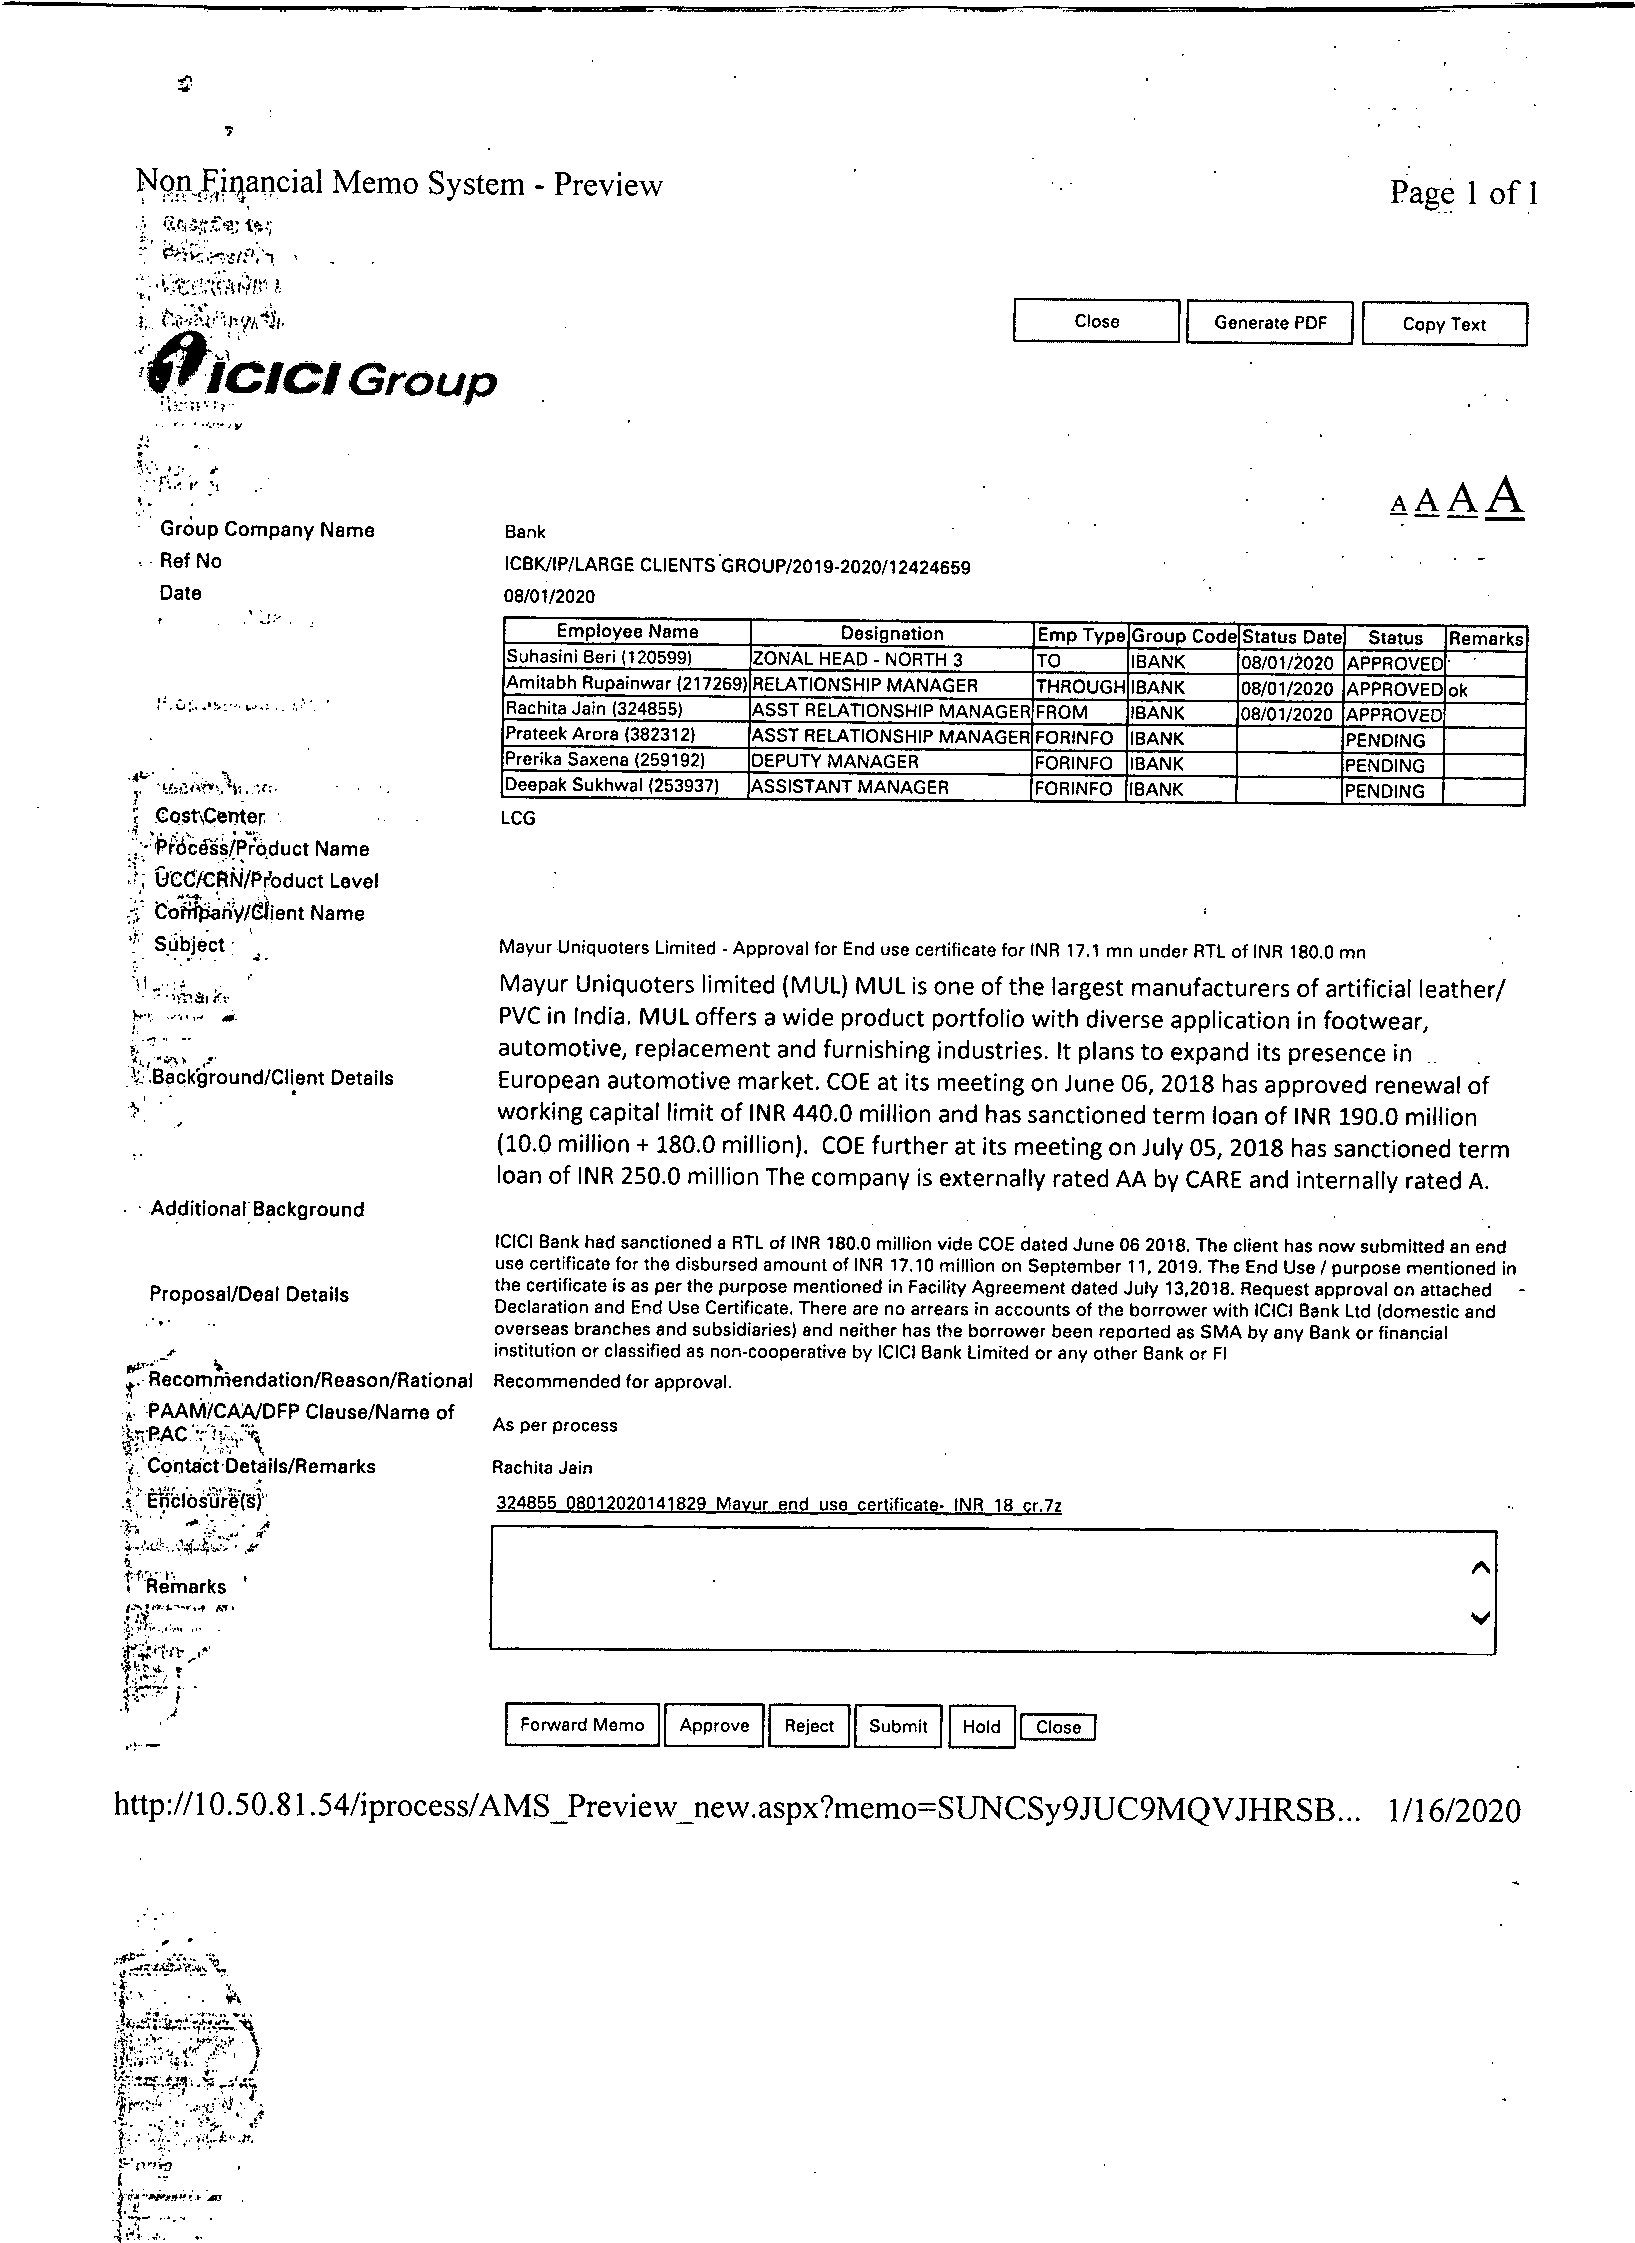 Non Financial Memo System - Preview
Page 1 of 1
Close
Generate PDF
Copy Text
ICICI Group
A A A A
Group Company Name Bank
Ref No ICBK/IP/LARGE CLIENTS GROUP/2019-2020/12424659
Date 08/01/2020
Employee Name Designation Emp Type Group Code Status Date Status Remarks
Suhasini Beri (120599) ZONAL HEAD - NORTH 3 TO IBANK 08/01/2020 APPROVED
Amitabh Rupainwar (217269) RELATIONSHIP MANAGER THROUGH IBANK 08/01/2020 APPROVED ok
Rachita Jain (324855) ASST RELATIONSHIP MANAGER FROM IBANK 08/01/2020 APPROVED
Prateek Arora (382312) ASST RELATIONSHIP MANAGER FORINFO IBANK PENDING
Prerika Saxena (259192) DEPUTY MANAGER FORINFO IBANK PENDING
Deepak Sukhwal (253937) ASSISTANT MANAGER FORINFO IBANK PENDING
Cost Center LCG
Process/Product Name
UCC/CRN/Product Level
Company/Client Name
Subject Mayur Uniquoters Limited - Approval for End use certificate for INR 17.1 mn under RTL of INR 180.0 mn
Mayur Uniquoters limited (MUL) MUL is one of the largest manufacturers of artificial leather/
PVC in India. MUL offers a wide product portfolio with diverse application in footwear,
automotive, replacement and furnishing industries. It plans to expand its presence in
Background/Client Details European automotive market. COE at its meeting on June 06, 2018 has approved renewal of
working capital limit of INR 440.0 million and has sanctioned term loan of INR 190.0 million
(10.0 million + 180.0 million). COE further at its meeting on July 05, 2018 has sanctioned term
loan of INR 250.0 million The company is externally rated AA by CARE and internally rated A.
Additional Background
ICICI Bank had sanctioned a RTL of INR 180.0 million vide COE dated June 06 2018. The client has now submitted an end
use certificate for the disbursed amount of INR 17.10 million on September 11, 2019. The End Use / purpose mentioned in
Proposal/Deal Details the certificate is as per the purpose mentioned in Facility Agreement dated July 13,2018. Request approval on attached
Declaration and End Use Certificate. There are no arrears in accounts of the borrower with ICICI Bank Ltd (domestic and
overseas branches and subsidiaries) and neither has the borrower been reported as SMA by any Bank or financial
institution or classified as non-cooperative by ICICI Bank Limited or any other Bank or FI
Recommendation/Reason/Rational Recommended for approval.
PAAM/CAA/DFP Clause/Name of
PAC As per process
Contact Details/Remarks Rachita Jain
Enclosure(s) 324855_08012020141829_Mayur_end_use_certificate-_INR_18_cr.7z
Remarks
Forward Memo
Approve
Reject
Submit
Hold
Close
http://10.50.81.54/iprocess/AMS_Preview_new.aspx?memo=SUNCSy9JUC9MQVJHRSB... 1/16/2020